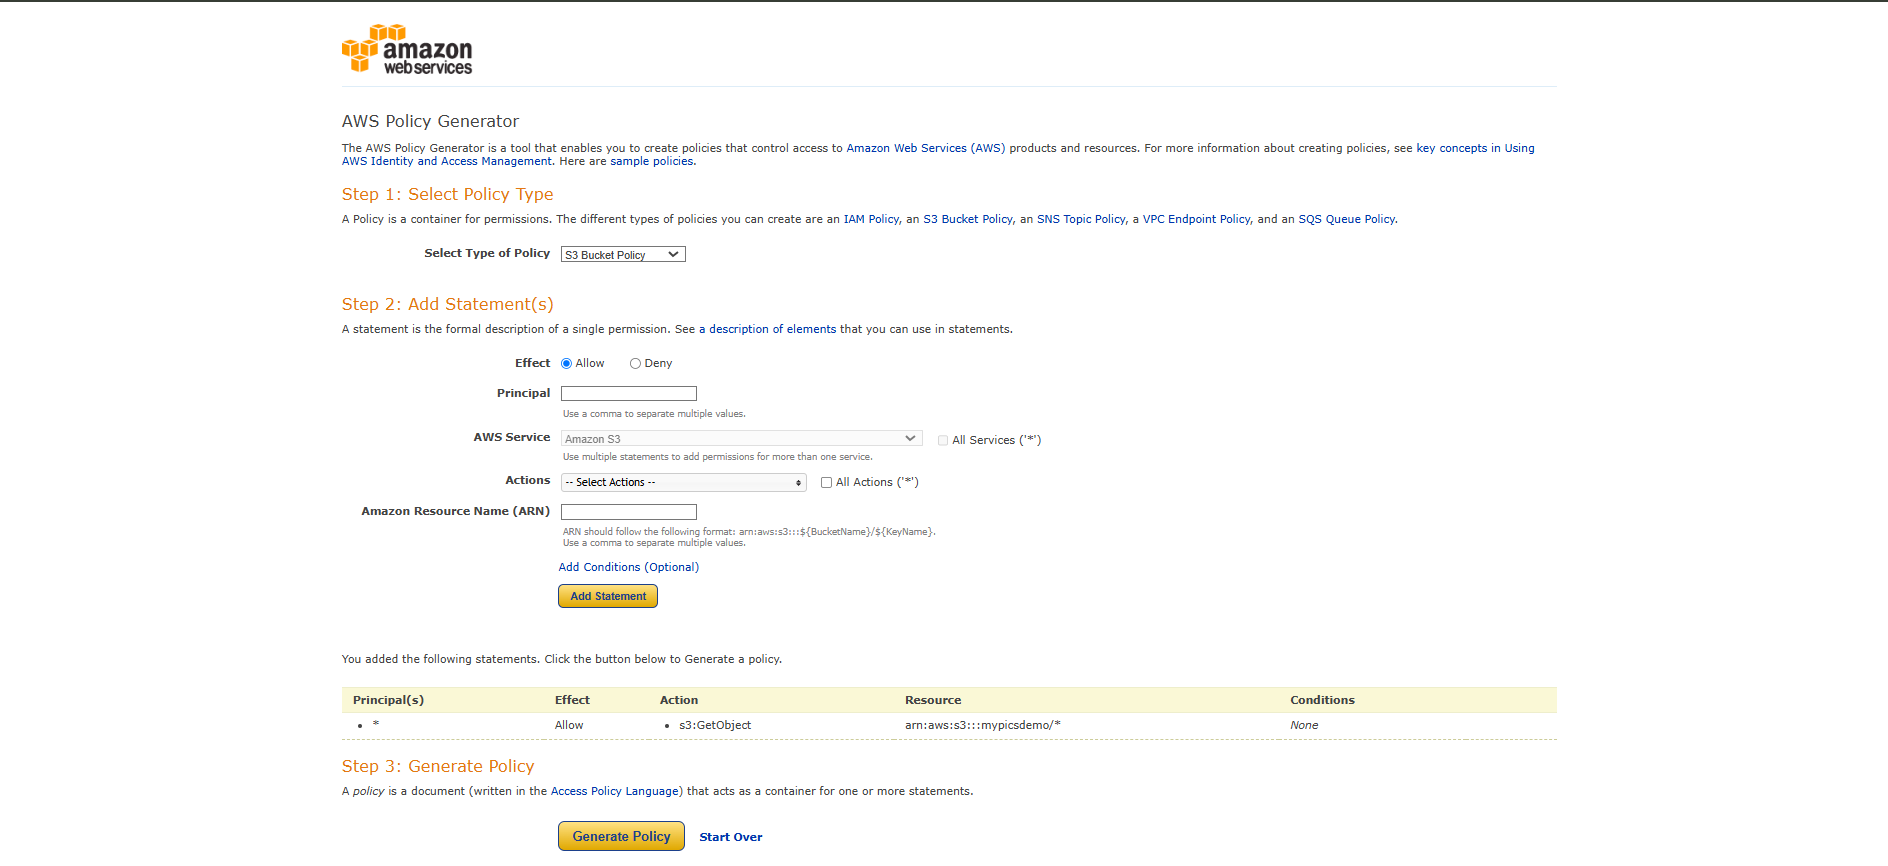 amazon
webservices
AWS Policy Generator
The AWS Policy Generator is a tool that enables you to create policies that control access to Amazon Web Services (AWS) products and resources. For more information about creating policies, see key concepts in Using
AWS Identity and Access Management. Here are sample policies.
Step 1: Select Policy Type
A Policy is a container for permissions. The different types of policies you can create are an IAM Policy, an S3 Bucket Policy, an SNS Topic Policy, a VPC Endpoint Policy, and an SQS Queue Policy.
Select Type of Policy S3 Bucket Policy
Step 2: Add Statement(s)
A statement is the formal description of a single permission. See a description of elements that you can use in statements.
Effect Allow Deny
Principal
Use a comma to separate multiple values.
AWS Service Amazon S3 All Services ('*')
Use multiple statements to add permissions for more than one service.
Actions -- Select Actions -- All Actions ('*')
Amazon Resource Name (ARN)
ARN should follow the following format: arn:aws:s3:::${BucketName}/${KeyName}.
Use a comma to separate multiple values.
Add Conditions (Optional)
Add Statement
You added the following statements. Click the button below to Generate a policy.
Principal(s) Effect Action Resource Conditions
• * Allow • s3:GetObject arn:aws:s3:::mypicsdemo/* None
Step 3: Generate Policy
A policy is a document (written in the Access Policy Language) that acts as a container for one or more statements.
Generate Policy Start Over